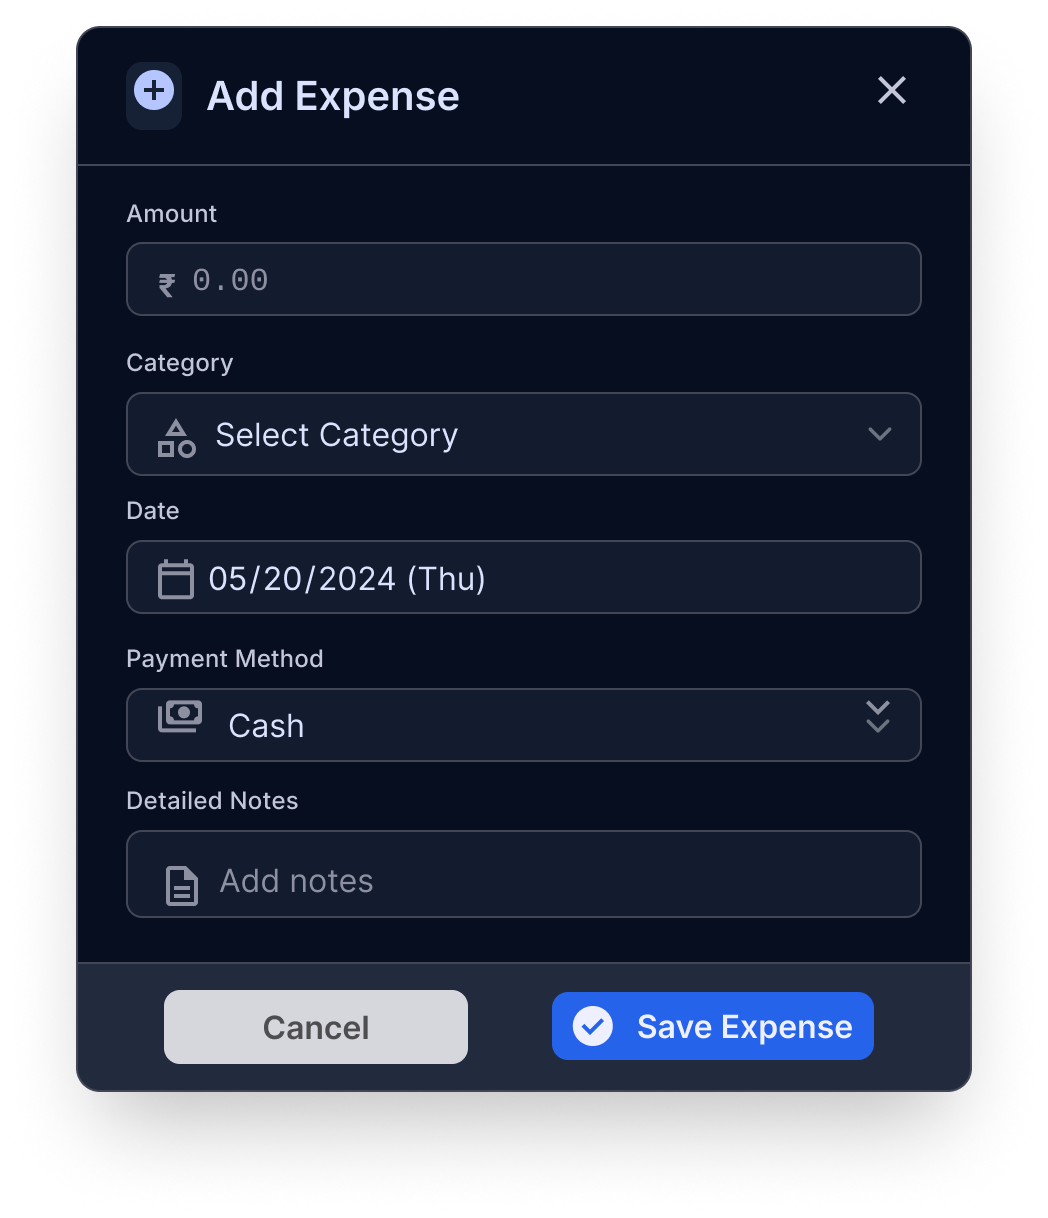 Add Expense
Amount
₹ 0.00
Category
Select Category
Date
05/20/2024 (Thu)
Payment Method
Cash
Detailed Notes
Add notes
Cancel
Save Expense